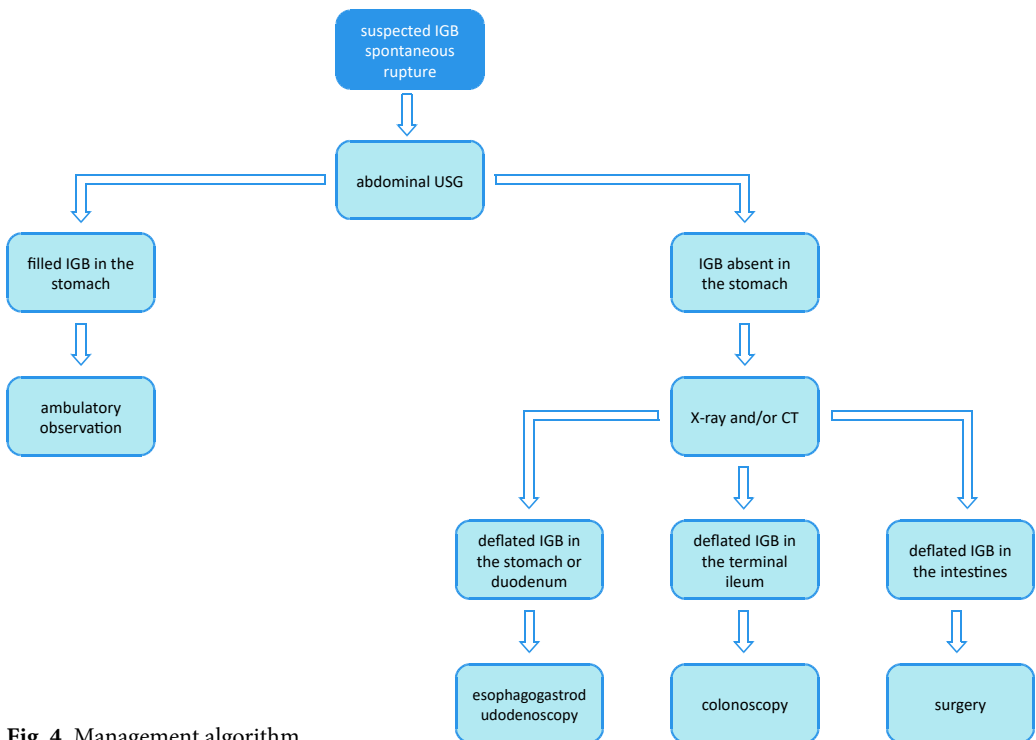 suspected IGB
spontaneous
rupture
abdominal USG
filled IGB in the
stomach
IGB absent in
the stomach
ambulatory
observation
X-ray and/or CT
deflated IGB in
the stomach or
duodenum
deflated IGB in
the terminal
ileum
deflated IGB in
the intestines
esophagogastrod
udodenoscopy
colonoscopy
surgery
Fig. 4 Management algorithm